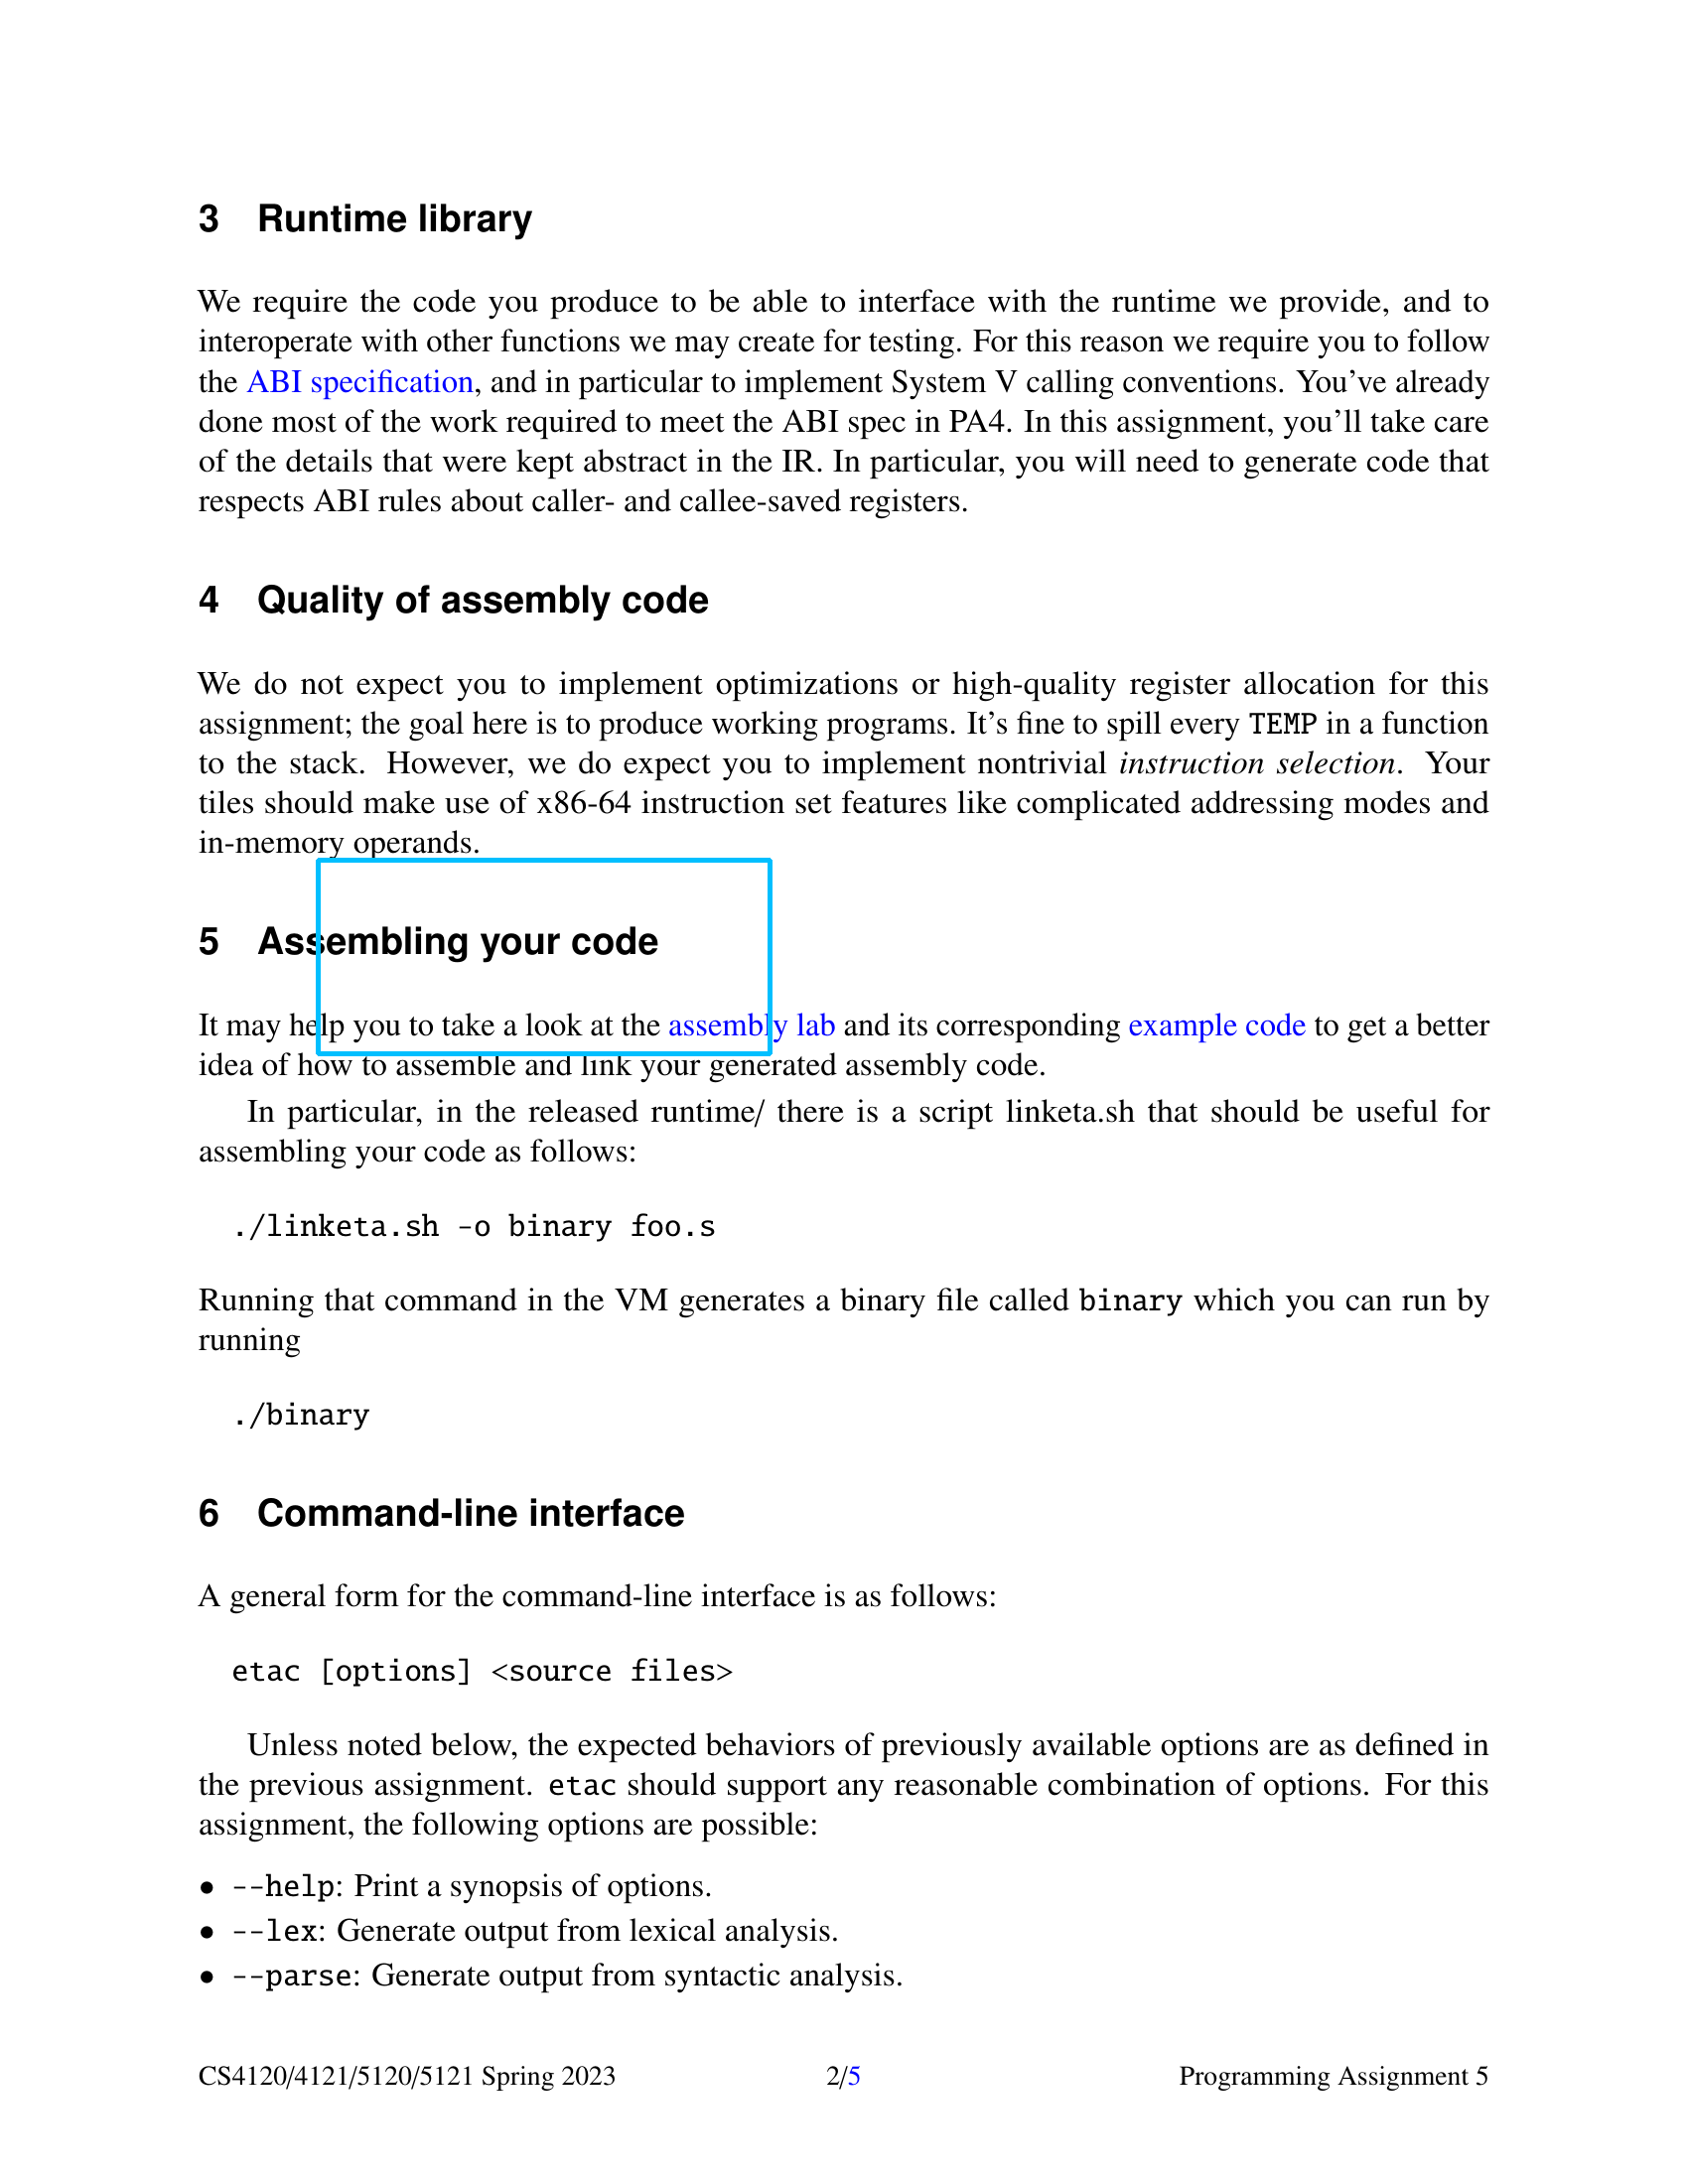 3 Runtime library
We require the code you produce to be able to interface with the runtime we provide, and to
interoperate with other functions we may create for testing. For this reason we require you to follow
the ABI specification, and in particular to implement System V calling conventions. You've already
done most of the work required to meet the ABI spec in PA4. In this assignment, you'll take care
of the details that were kept abstract in the IR. In particular, you will need to generate code that
respects ABI rules about caller- and callee-saved registers.
4 Quality of assembly code
We do not expect you to implement optimizations or high-quality register allocation for this
assignment; the goal here is to produce working programs. It's fine to spill every TEMP in a function
to the stack. However, we do expect you to implement nontrivial instruction selection. Your
tiles should make use of x86-64 instruction set features like complicated addressing modes and
in-memory operands.
5 Assembling your code
It may help you to take a look at the assembly lab and its corresponding example code to get a better
idea of how to assemble and link your generated assembly code.
In particular, in the released runtime/ there is a script linketa.sh that should be useful for
assembling your code as follows:
./linketa.sh -o binary foo.s
Running that command in the VM generates a binary file called binary which you can run by
running
./binary
6 Command-line interface
A general form for the command-line interface is as follows:
etac [options] <source files>
Unless noted below, the expected behaviors of previously available options are as defined in
the previous assignment. etac should support any reasonable combination of options. For this
assignment, the following options are possible:
• --help: Print a synopsis of options.
• --lex: Generate output from lexical analysis.
• --parse: Generate output from syntactic analysis.
CS4120/4121/5120/5121 Spring 2023 2/5 Programming Assignment 5